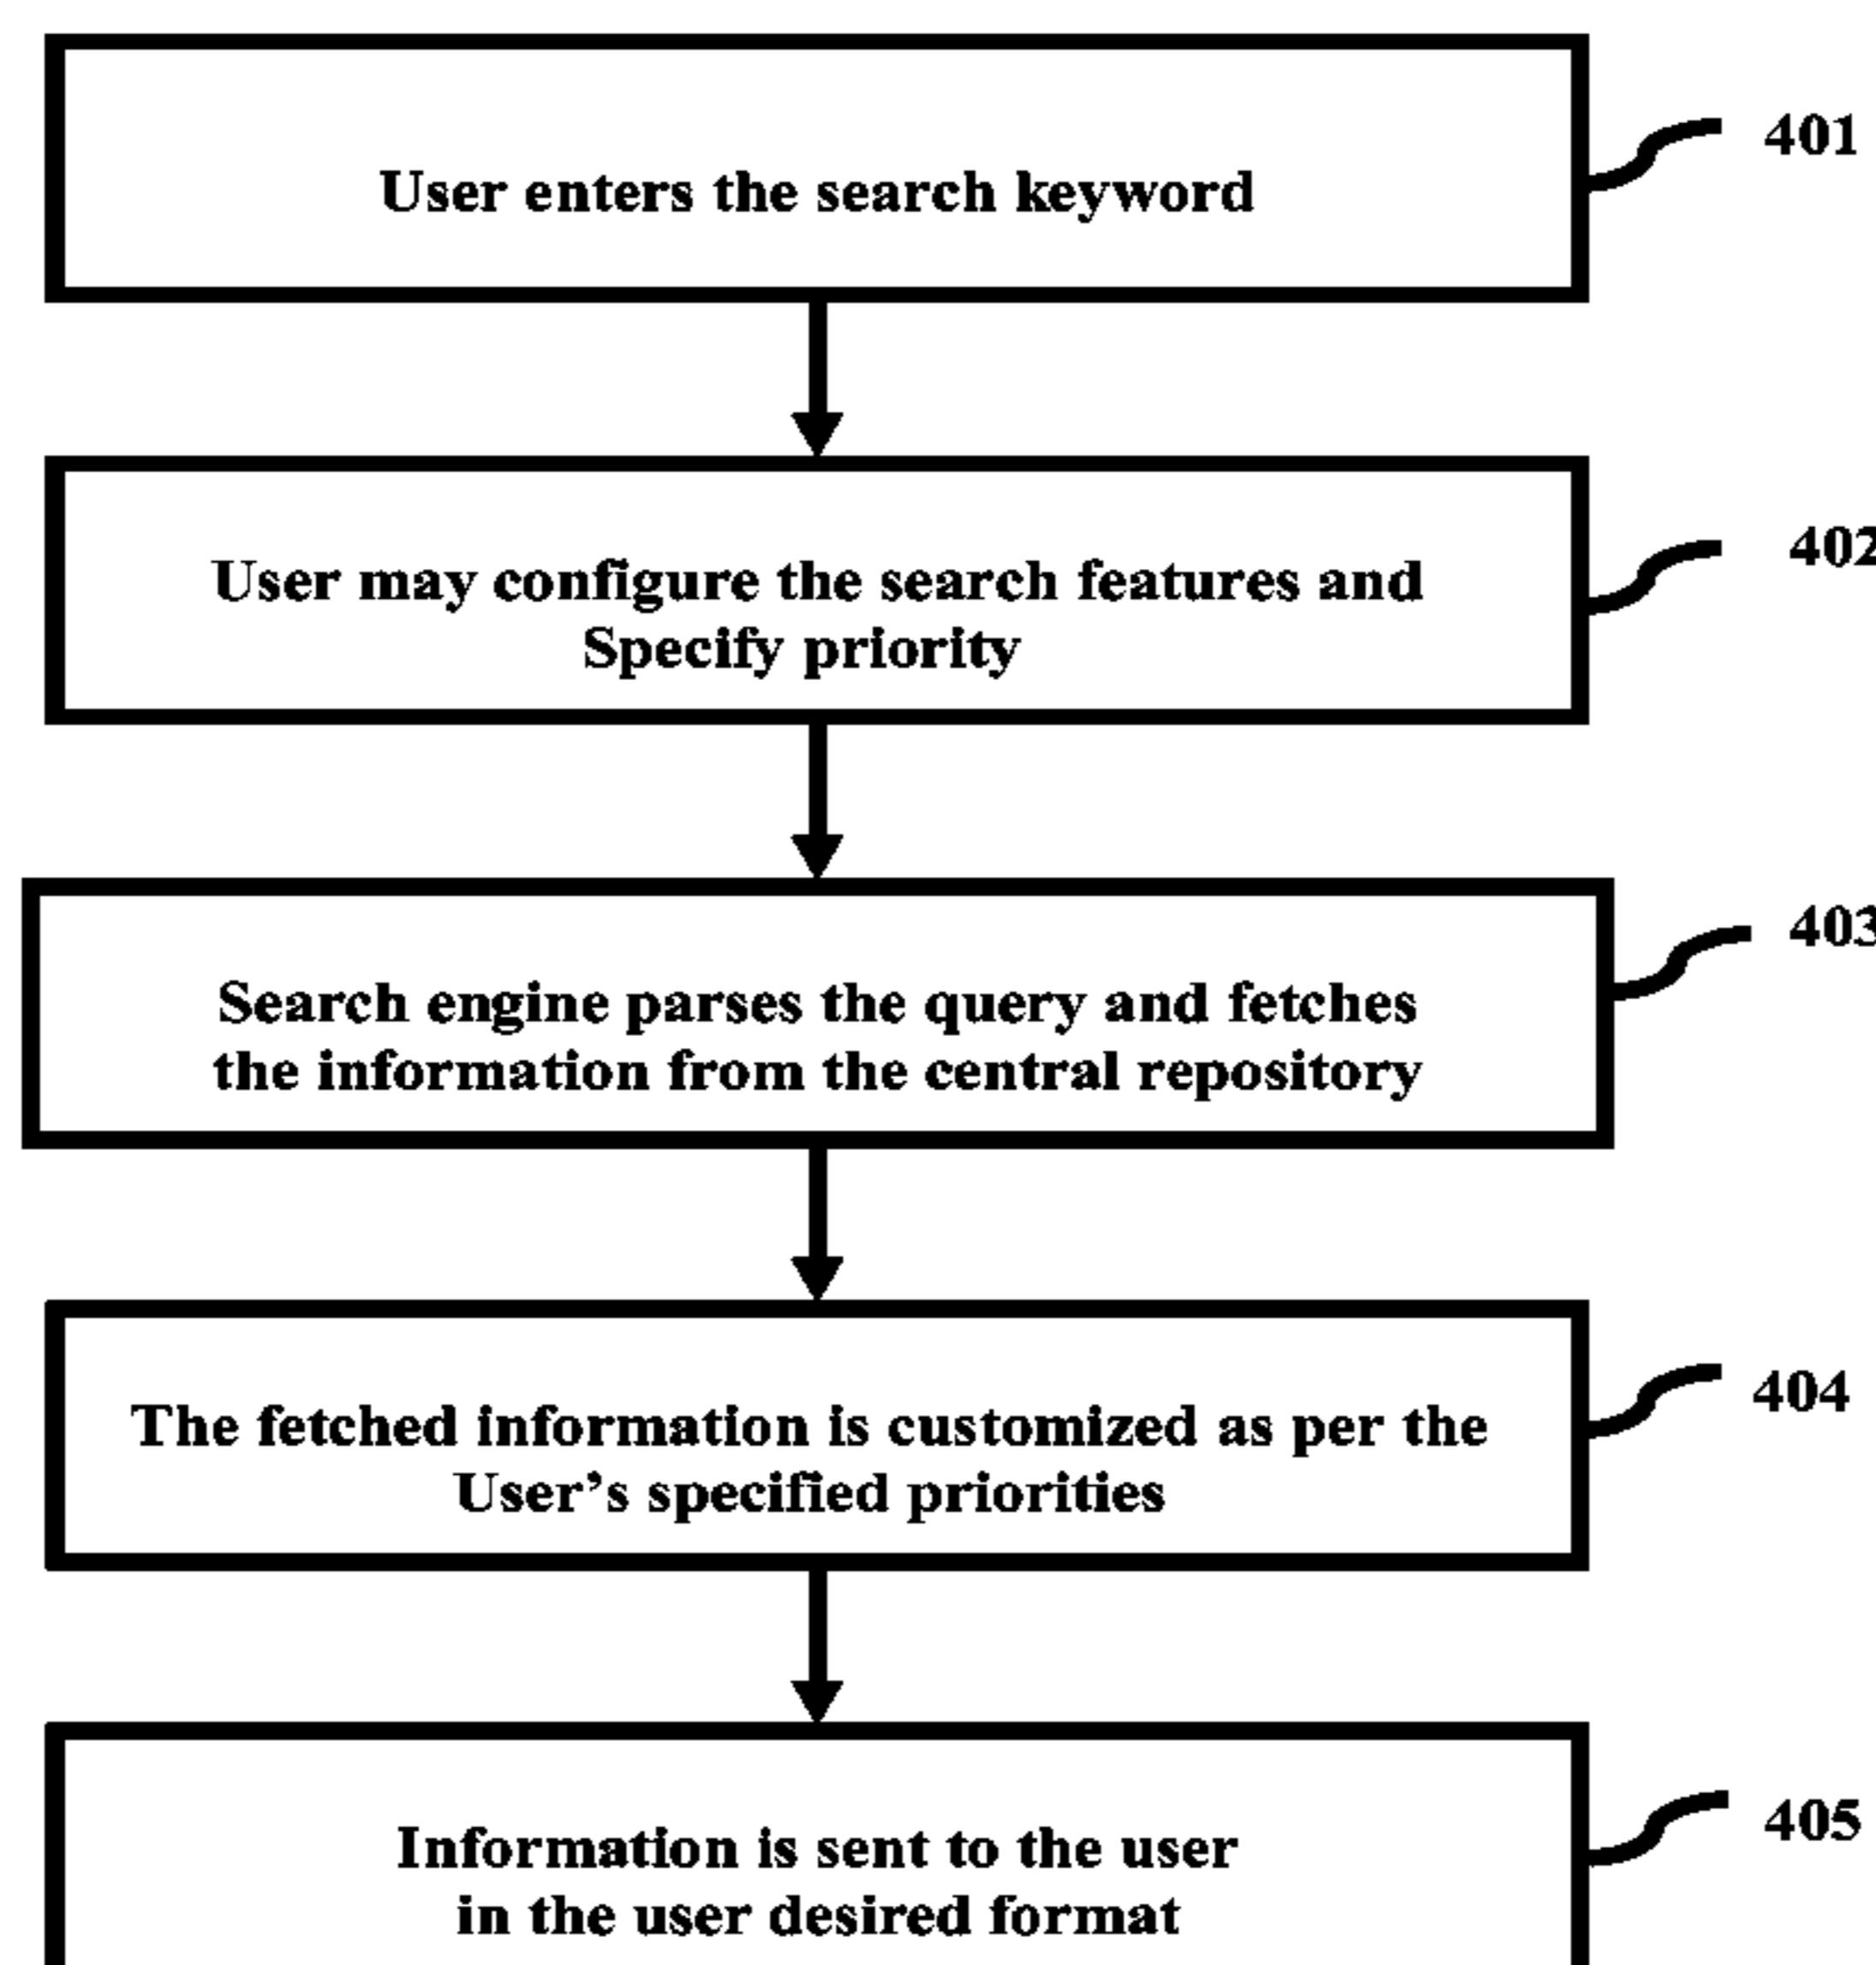 User enters the search keyword
401
User may configure the search features and
Specify priority
402
Search engine parses the query and fetches
the information from the central repository
403
The fetched information is customized as per the
User’s specified priorities
404
Information is sent to the user
in the user desired format
405